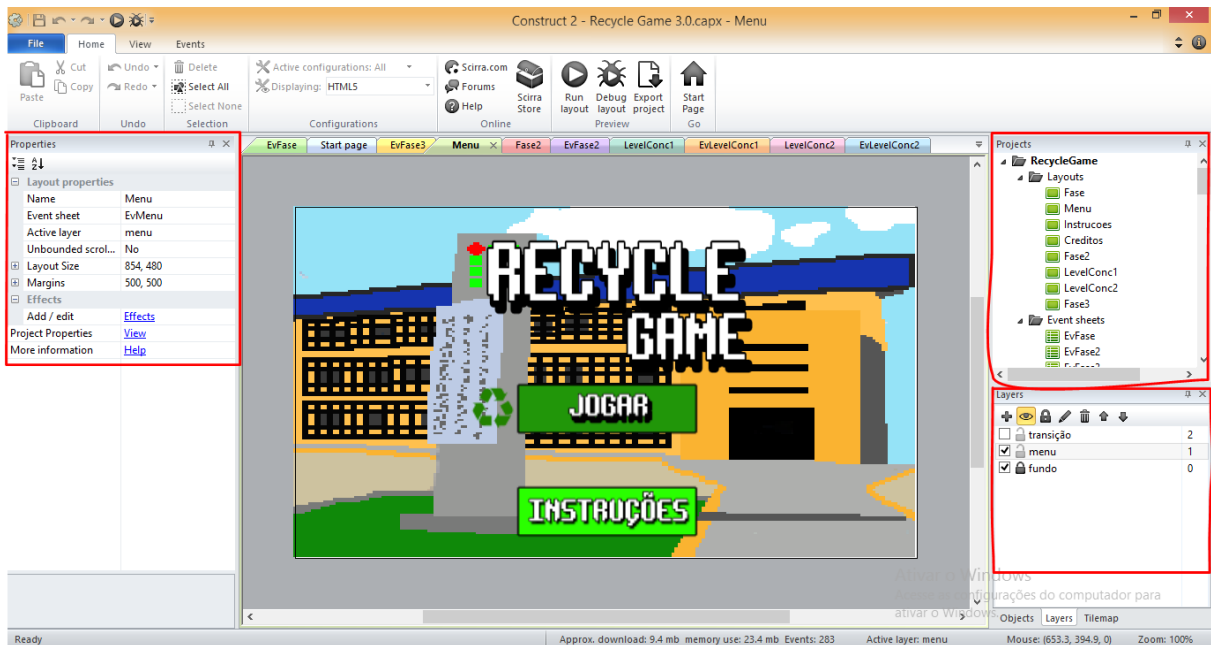 Construct 2 - Recycle Game 3.0.capx - Menu
File Home View Events
Paste Cut Copy
Undo Redo
Delete Select All Select None
Active configurations: All
Displaying: HTML5
Scirra.com Forums Help
Scirra Store
Run layout Debug layout Export project
Start Page
Clipboard Undo Selection Configurations Online Preview Go
Properties
Layout properties
Name Menu
Event sheet EvMenu
Active layer menu
Unbounded scrol... No
Layout Size 854, 480
Margins 500, 500
Effects
Add / edit Effects
Project Properties View
More information Help
EvFase Start page EvFase3 Menu Fase2 EvFase2 LevelConc1 EvLevelConc1 LevelConc2 EvLevelConc2
RECYCLE
GAME
JOGAR
INSTRUÇÕES
Projects
RecycleGame
Layouts
Fase
Menu
Instrucoes
Creditos
Fase2
LevelConc1
LevelConc2
Fase3
Event sheets
EvFase
EvFase2
EvFase3
Layers
transição 2
menu 1
fundo 0
Ativar o Windows
Acesse as configurações do computador para
ativar o Windows.
Objects Layers Tilemap
Ready
Approx. download: 9.4 mb memory use: 23.4 mb Events: 283 Active layer: menu Mouse: (653.3, 394.9, 0) Zoom: 100%